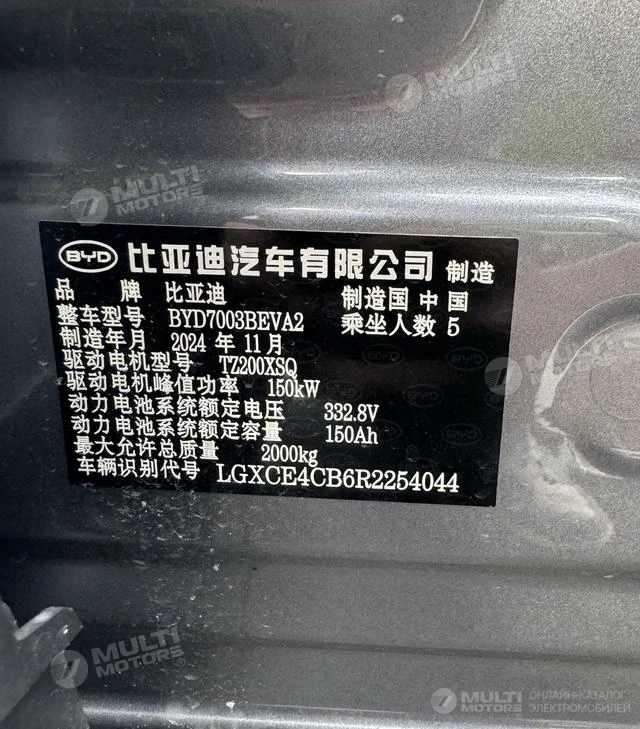 MULTI MOTORS®
MULTI MOTORS®
BYD 比亚迪汽车有限公司 制造
品 牌 比亚迪 制造国 中国
整车型号 BYD7003BEVA2 乘坐人数 5
制造年月 2024 年 11 月
驱动电机型号 TZ200XSQ
驱动电机峰值功率 150kW
动力电池系统额定电压 332.8V
动力电池系统额定容量 150Ah
最大允许总质量 2000kg
车辆识别代号 LGXCE4CB6R2254044
MULTI MOTORS®
MULTI MOTORS®
MULTI MOTORS®
ОНЛАЙН-КАТАЛОГ
ЭЛЕКТРОМОБИЛЕЙ